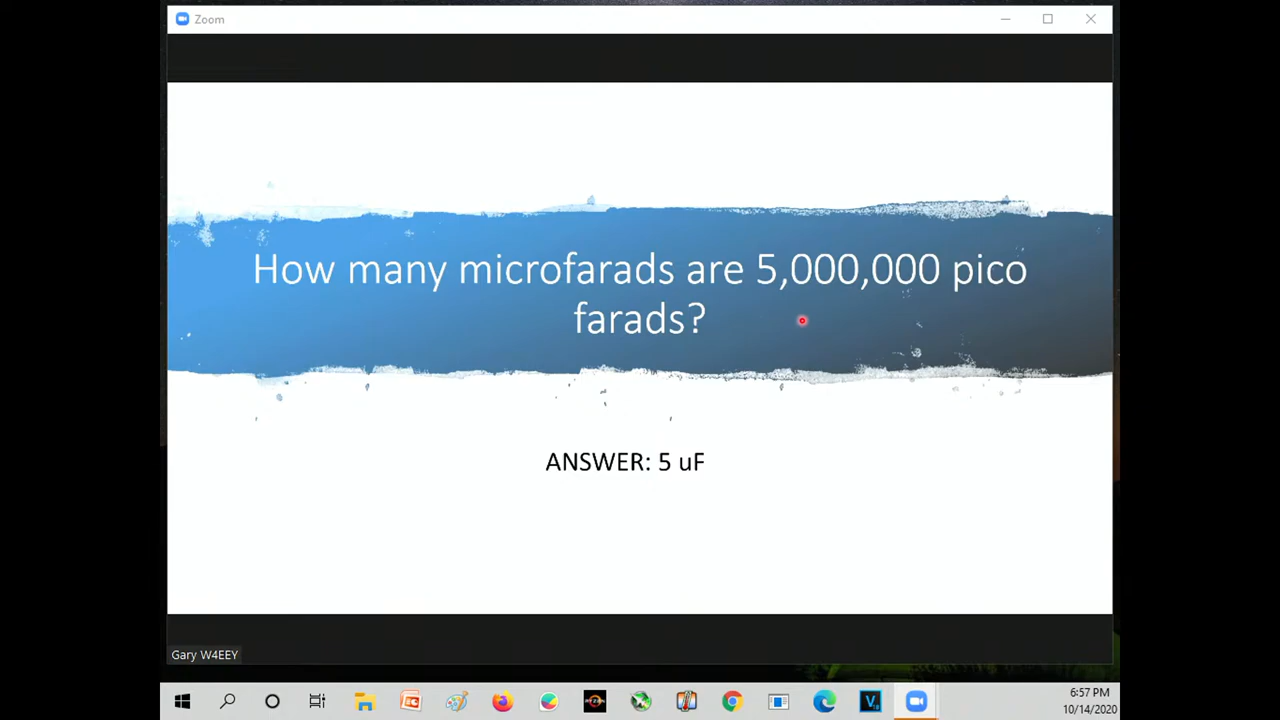 Zoom
How many microfarads are 5,000,000 pico
farads?
ANSWER: 5 uF
Gary W4EEY
6:57 PM
10/14/2020